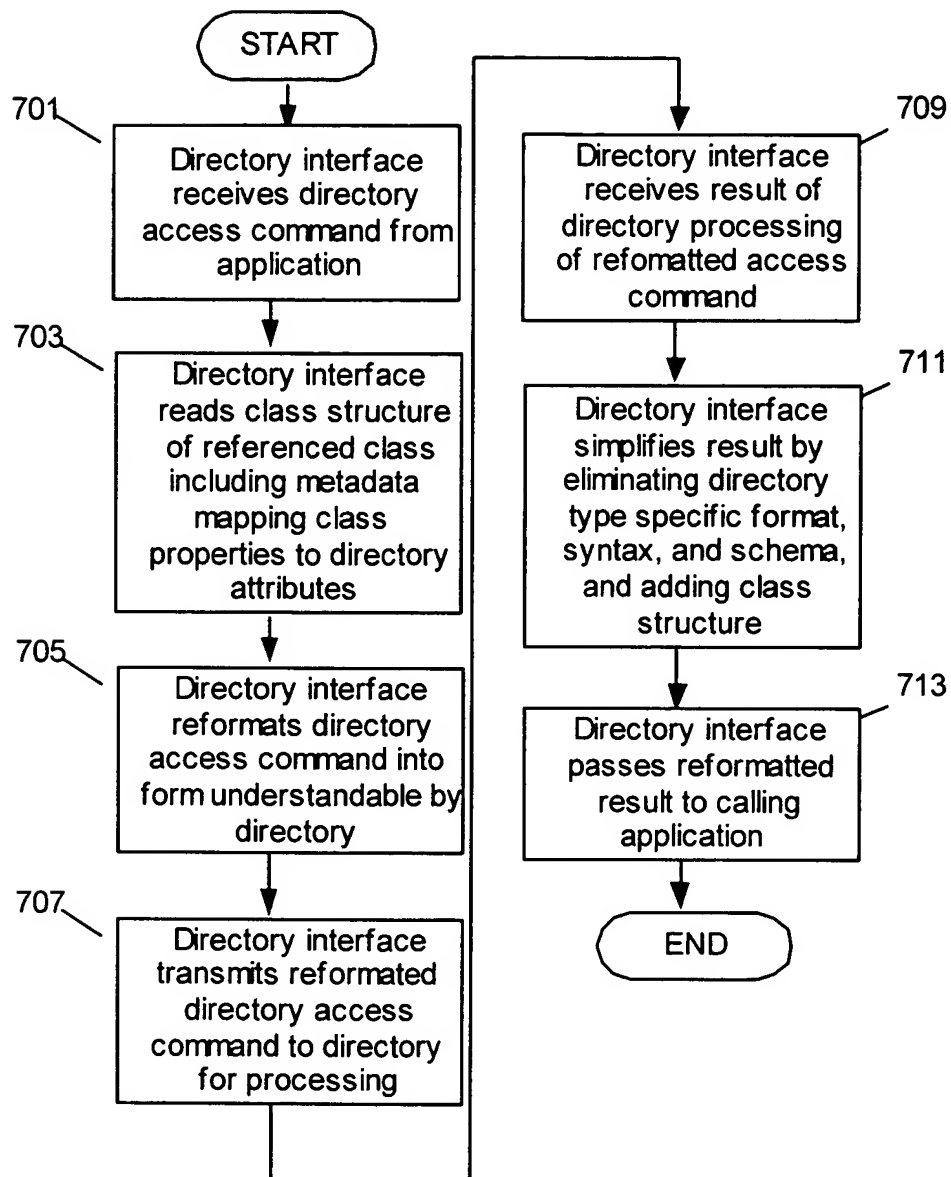 START
701
Directory interface
receives directory
access command from
application
703
Directory interface
reads class structure
of referenced class
including metadata
mapping class
properties to directory
attributes
705
Directory interface
reformats directory
access command into
form understandable by
directory
707
Directory interface
transmits reformated
directory access
command to directory
for processing
709
Directory interface
receives result of
directory processing
of refomatted access
command
711
Directory interface
simplifies result by
eliminating directory
type specific format,
syntax, and schema,
and adding class
structure
713
Directory interface
passes reformatted
result to calling
application
END